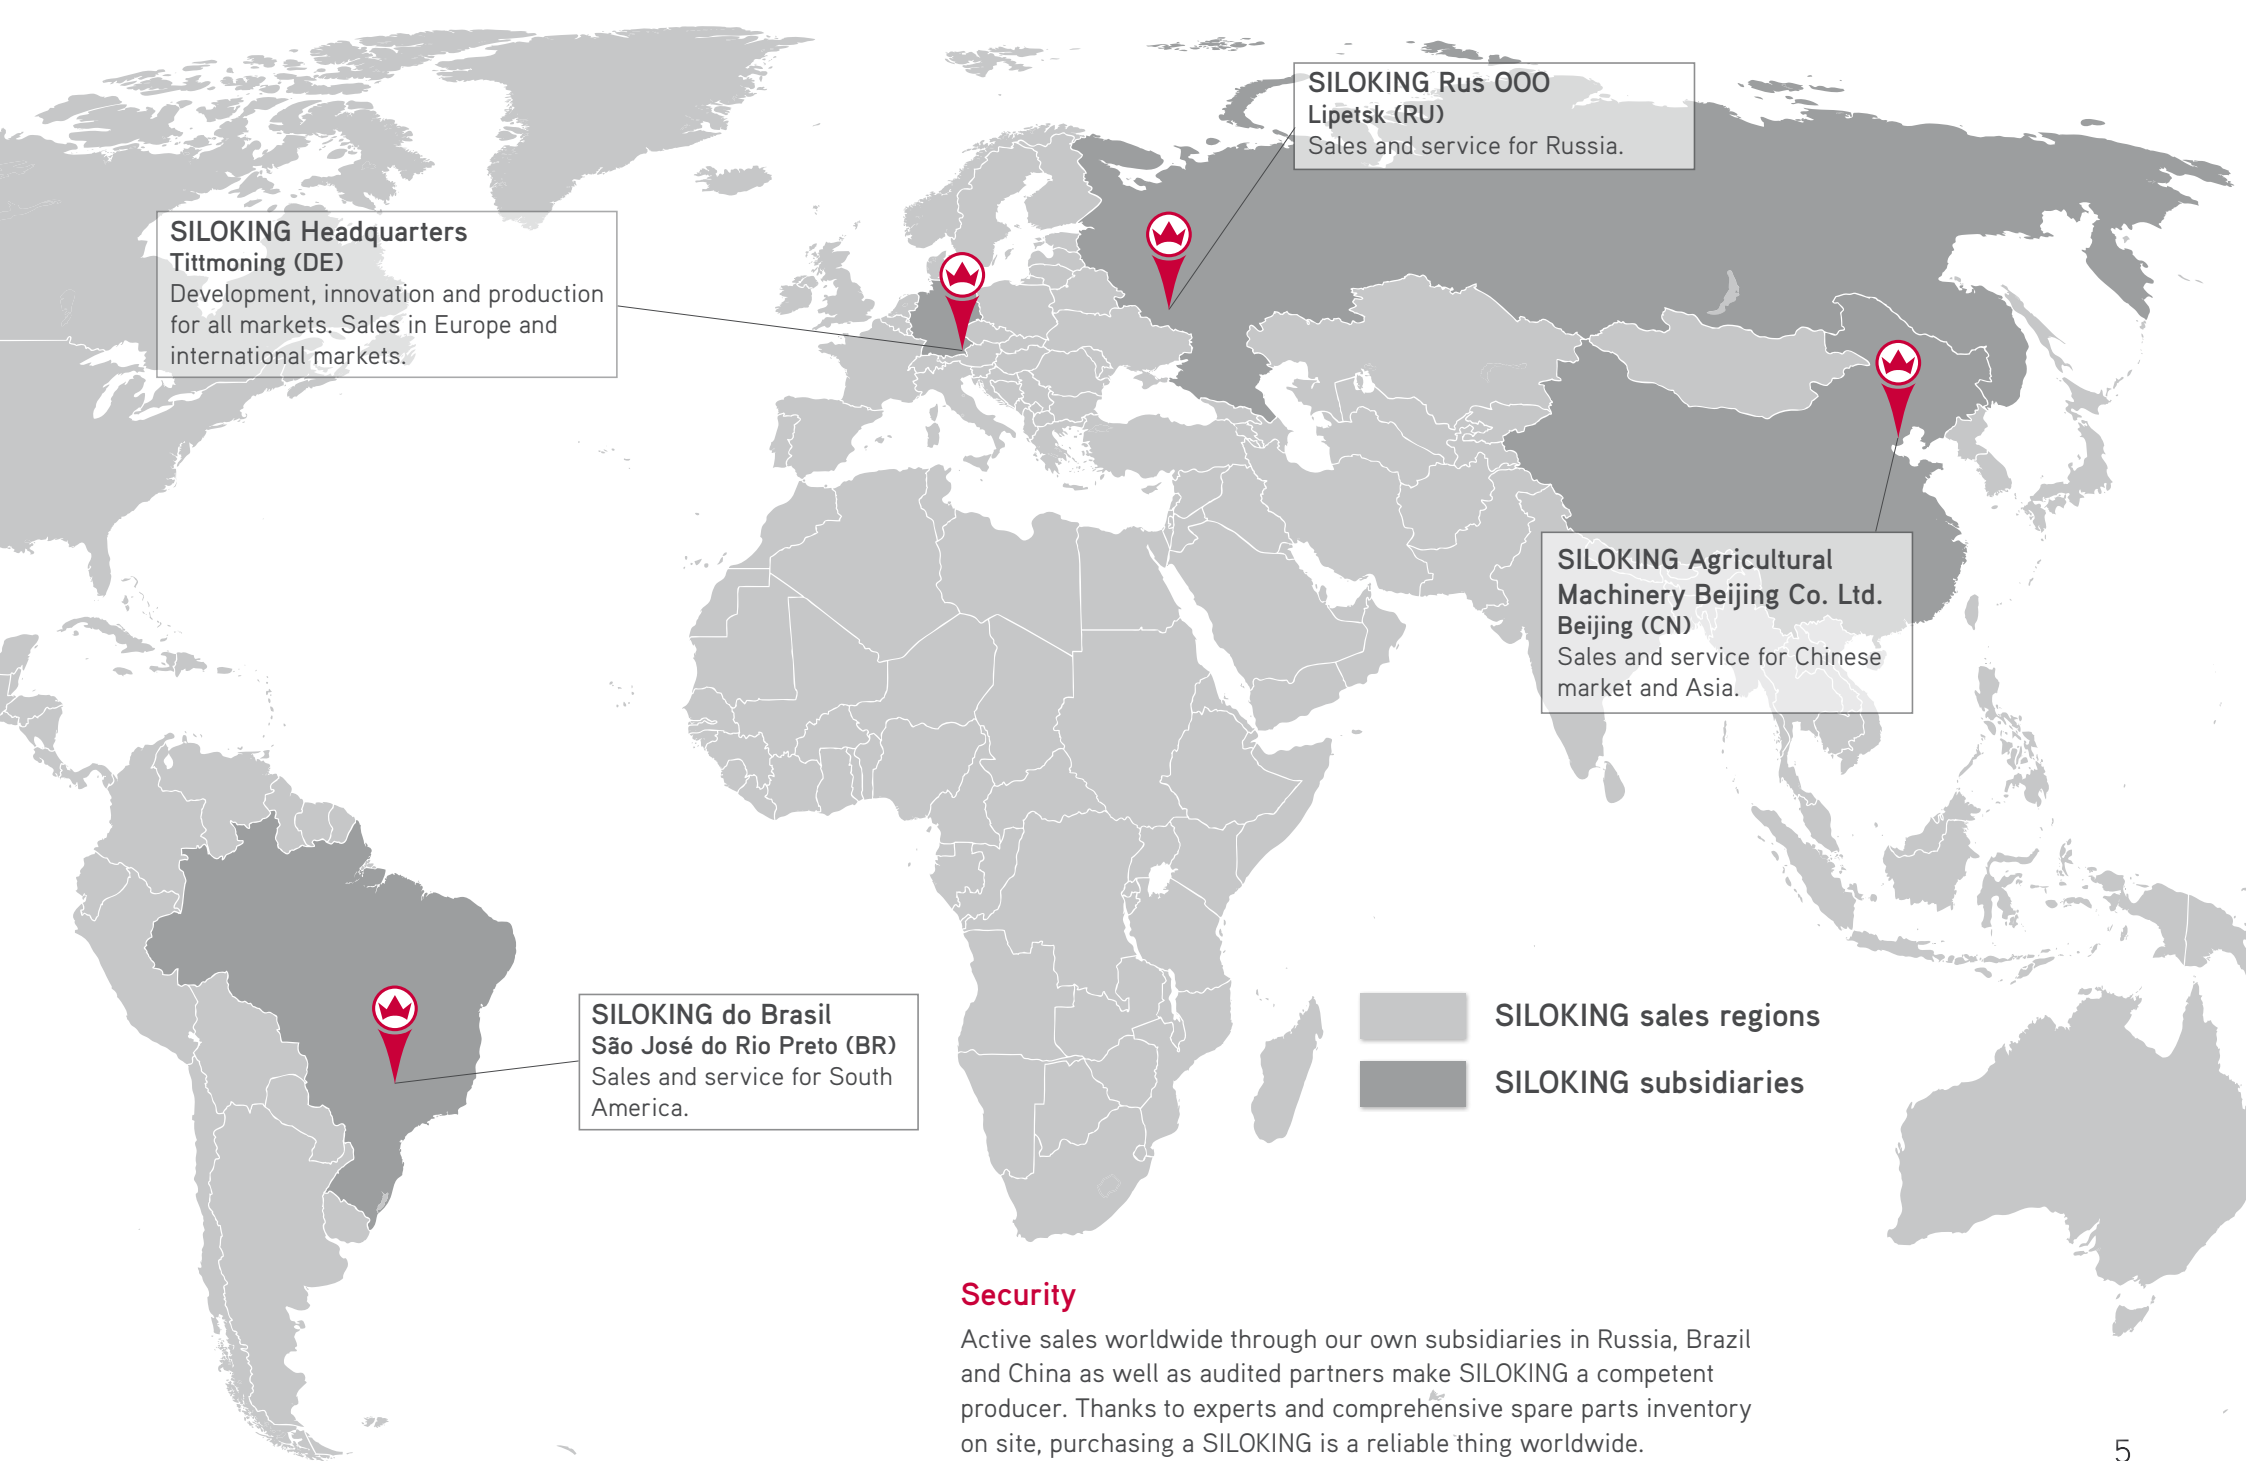 SILOKING Rus OOO
Lipetsk (RU)
Sales and service for Russia.
SILOKING Headquarters
Tittmoning (DE)
Development, innovation and production
for all markets. Sales in Europe and
international markets.
SILOKING Agricultural
Machinery Beijing Co. Ltd.
Beijing (CN)
Sales and service for Chinese
market and Asia.
SILOKING do Brasil
São José do Rio Preto (BR)
Sales and service for South
America.
SILOKING sales regions
SILOKING subsidiaries
Security
Active sales worldwide through our own subsidiaries in Russia, Brazil
and China as well as audited partners make SILOKING a competent
producer. Thanks to experts and comprehensive spare parts inventory
on site, purchasing a SILOKING is a reliable thing worldwide.
5